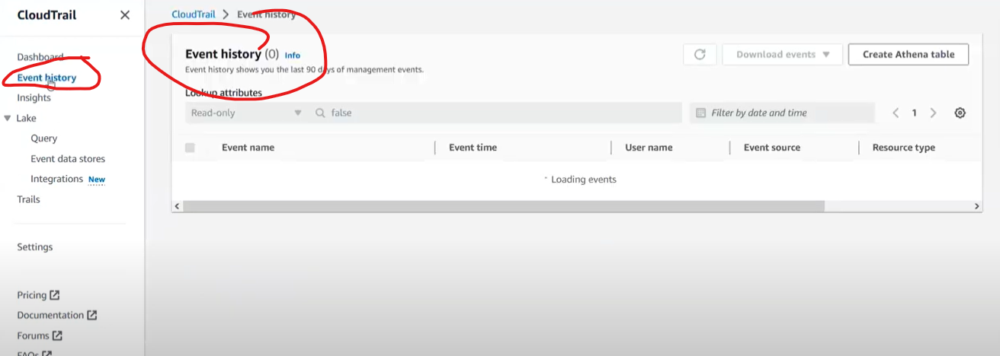 CloudTrail
Dashboard
Event history
Insights
Lake
Query
Event data stores
Integrations New
Trails
Settings
Pricing
Documentation
Forums
FAQs
CloudTrail > Event history
Event history (0) Info
Event history shows you the last 90 days of management events.
Download events
Create Athena table
Lookup attributes
Read-only
false
Filter by date and time
1
Event name Event time User name Event source Resource type
Loading events